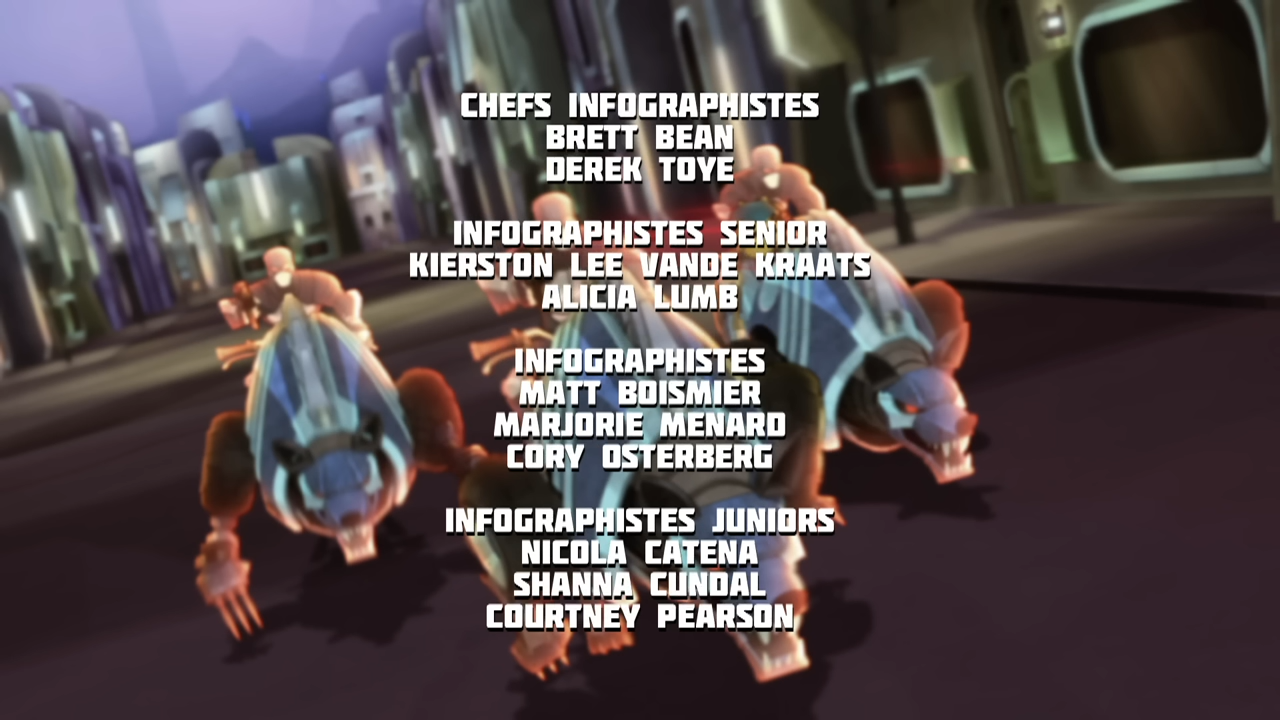 CHEFS INFOGRAPHISTES
BRETT BEAN
DEREK TOYE
INFOGRAPHISTES SENIOR
KIERSTON LEE VANDE KRAATS
ALICIA LUMB
INFOGRAPHISTES
MATT BOISMIER
MARJORIE MENARD
CORY OSTERBERG
INFOGRAPHISTES JUNIORS
NICOLA CATENA
SHANNA CUNDAL
COURTNEY PEARSON